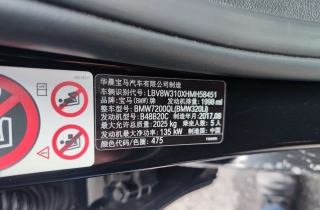 华晨宝马汽车有限公司制造
车辆识别代号: LBV8W310XHMH58451
品牌: 宝马(BMW)牌 发动机排量: 1998 ml
整车型号: BMW7200QL(BMW320Li)
发动机型号: B48B20C 制造年月: 2017.08
最大允许总质量: 2025 kg 乘坐人数: 5 人
发动机最大净功率: 135 kW 制造国: 中国
颜色代码/色圈: 475